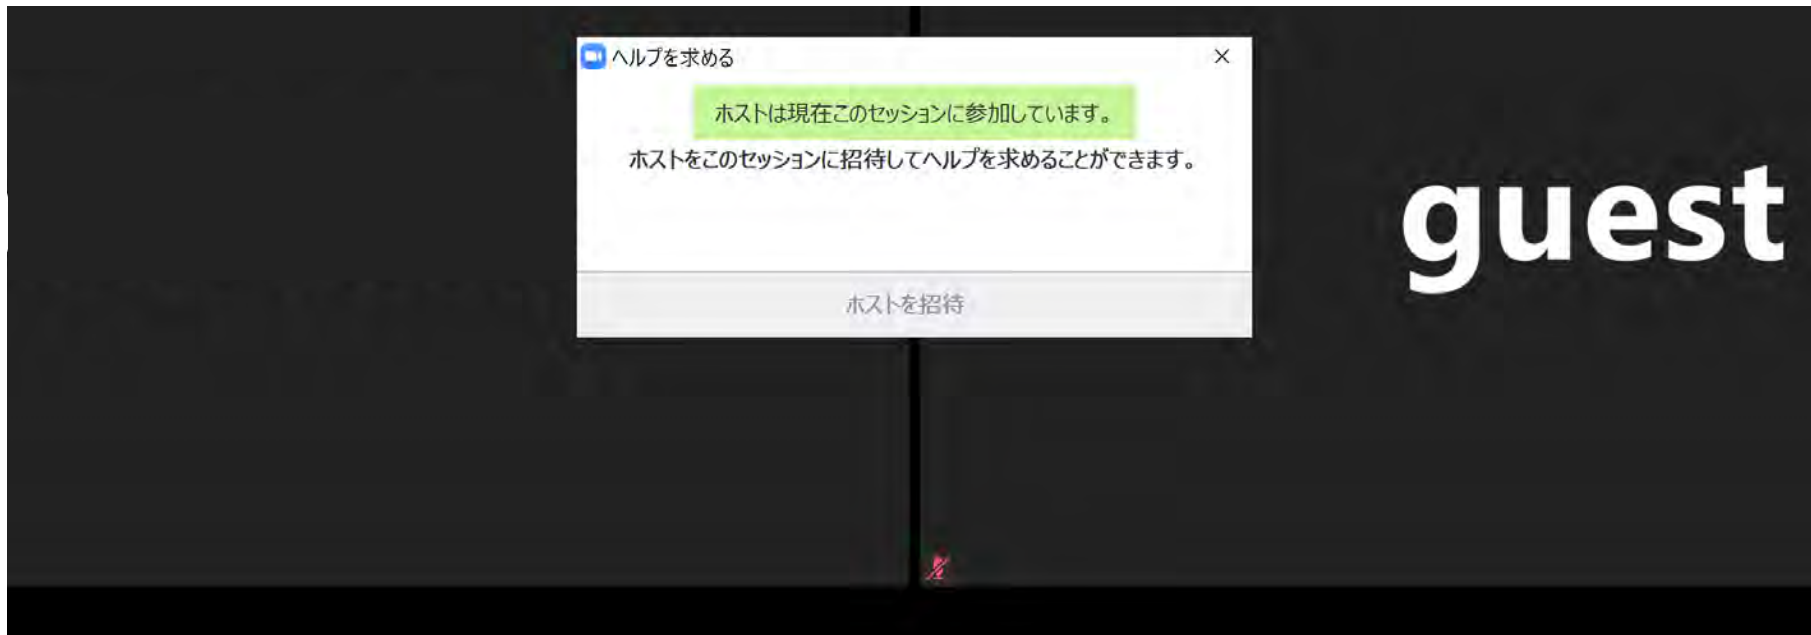 ヘルプを求める
ホストは現在このセッションに参加しています。
ホストをこのセッションに招待してヘルプを求めることができます。
guest
ホストを招待